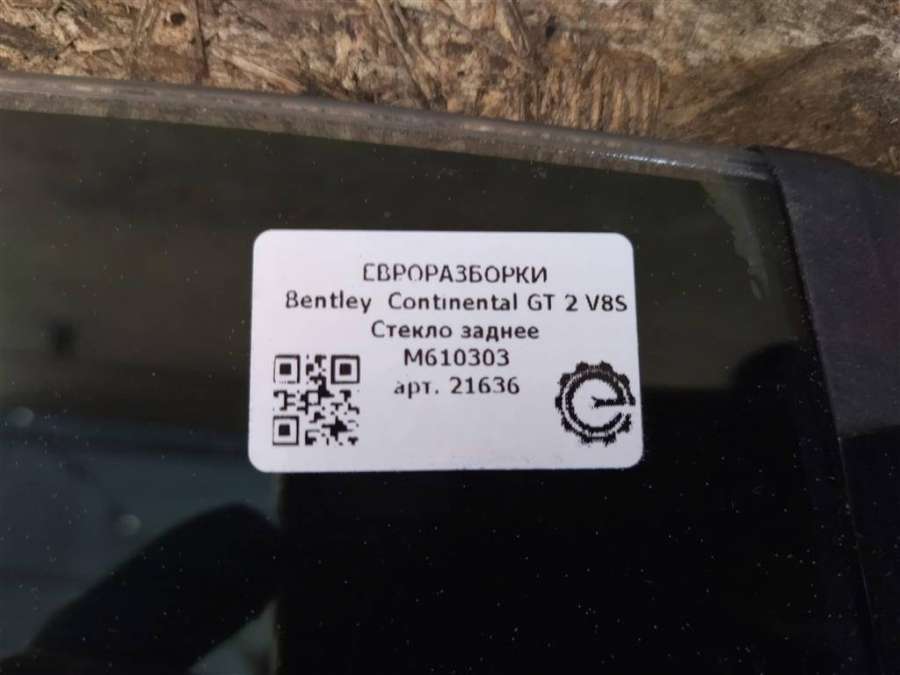 ЕВРОРАЗБОРКИ
Bentley Continental GT 2 V8S
Стекло заднее
M610303
арт. 21636